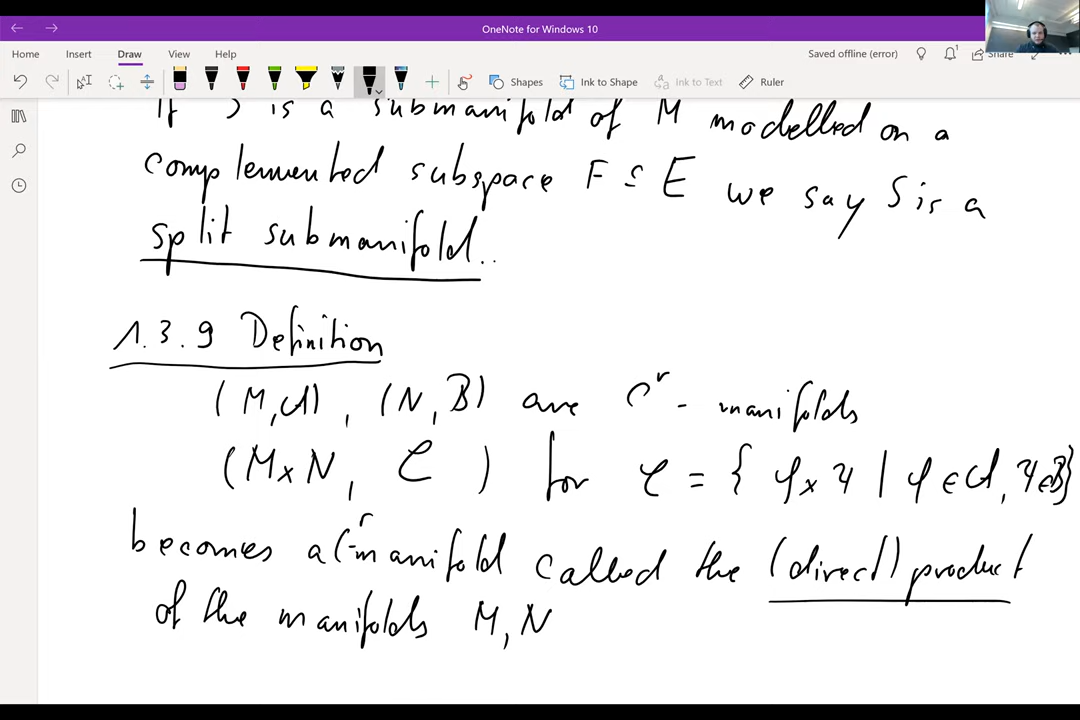 OneNote for Windows 10
Home Insert Draw View Help Saved offline (error) Share
Shapes Ink to Shape Ink to Text Ruler
If S is a submanifold of M modelled on a
complemented subspace F ⊆ E we say S is a
split submanifold..
1.3.9 Definition
(M, A), (N, B) are C^r - manifolds
(M × N, C) for C = { φ × ψ | φ ∈ A, ψ ∈ B}
becomes a C^r-manifold called the (direct) product
of the manifolds M, N